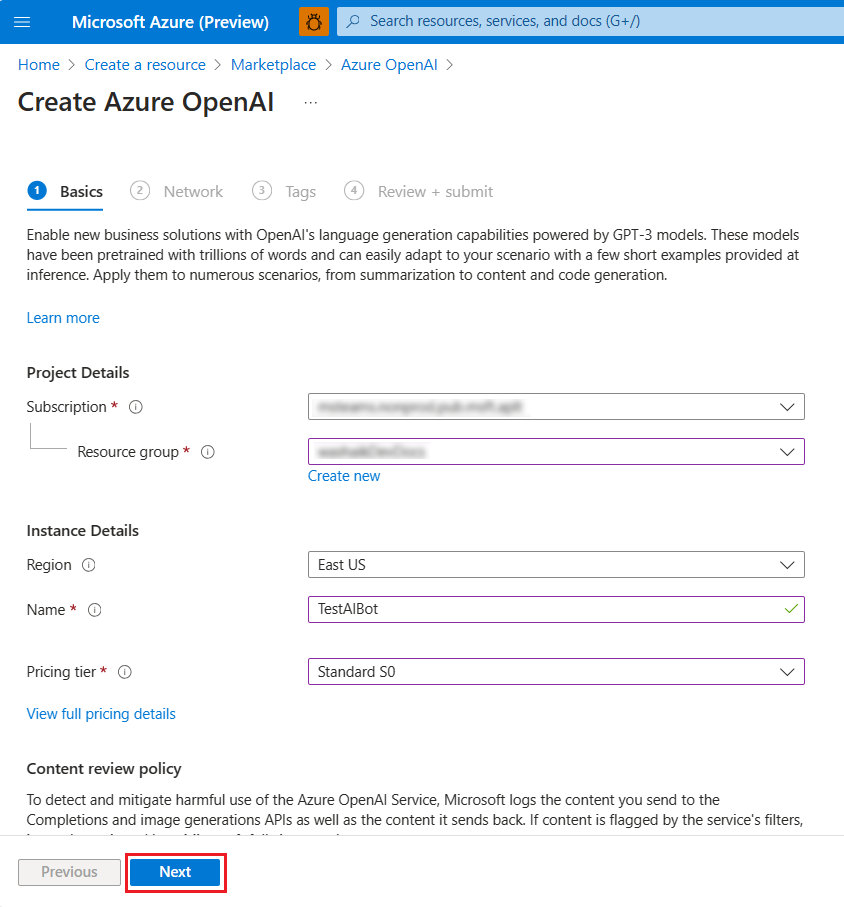 Microsoft Azure (Preview)
Search resources, services, and docs (G+/)
Home > Create a resource > Marketplace > Azure OpenAI >
Create Azure OpenAI ...
1 Basics 2 Network 3 Tags 4 Review + submit
Enable new business solutions with OpenAI's language generation capabilities powered by GPT-3 models. These models
have been pretrained with trillions of words and can easily adapt to your scenario with a few short examples provided at
inference. Apply them to numerous scenarios, from summarization to content and code generation.
Learn more
Project Details
Subscription *
Resource group *
Create new
Instance Details
Region East US
Name * TestAIBot
Pricing tier * Standard S0
View full pricing details
Content review policy
To detect and mitigate harmful use of the Azure OpenAI Service, Microsoft logs the content you send to the
Completions and image generations APIs as well as the content it sends back. If content is flagged by the service's filters,
Previous Next